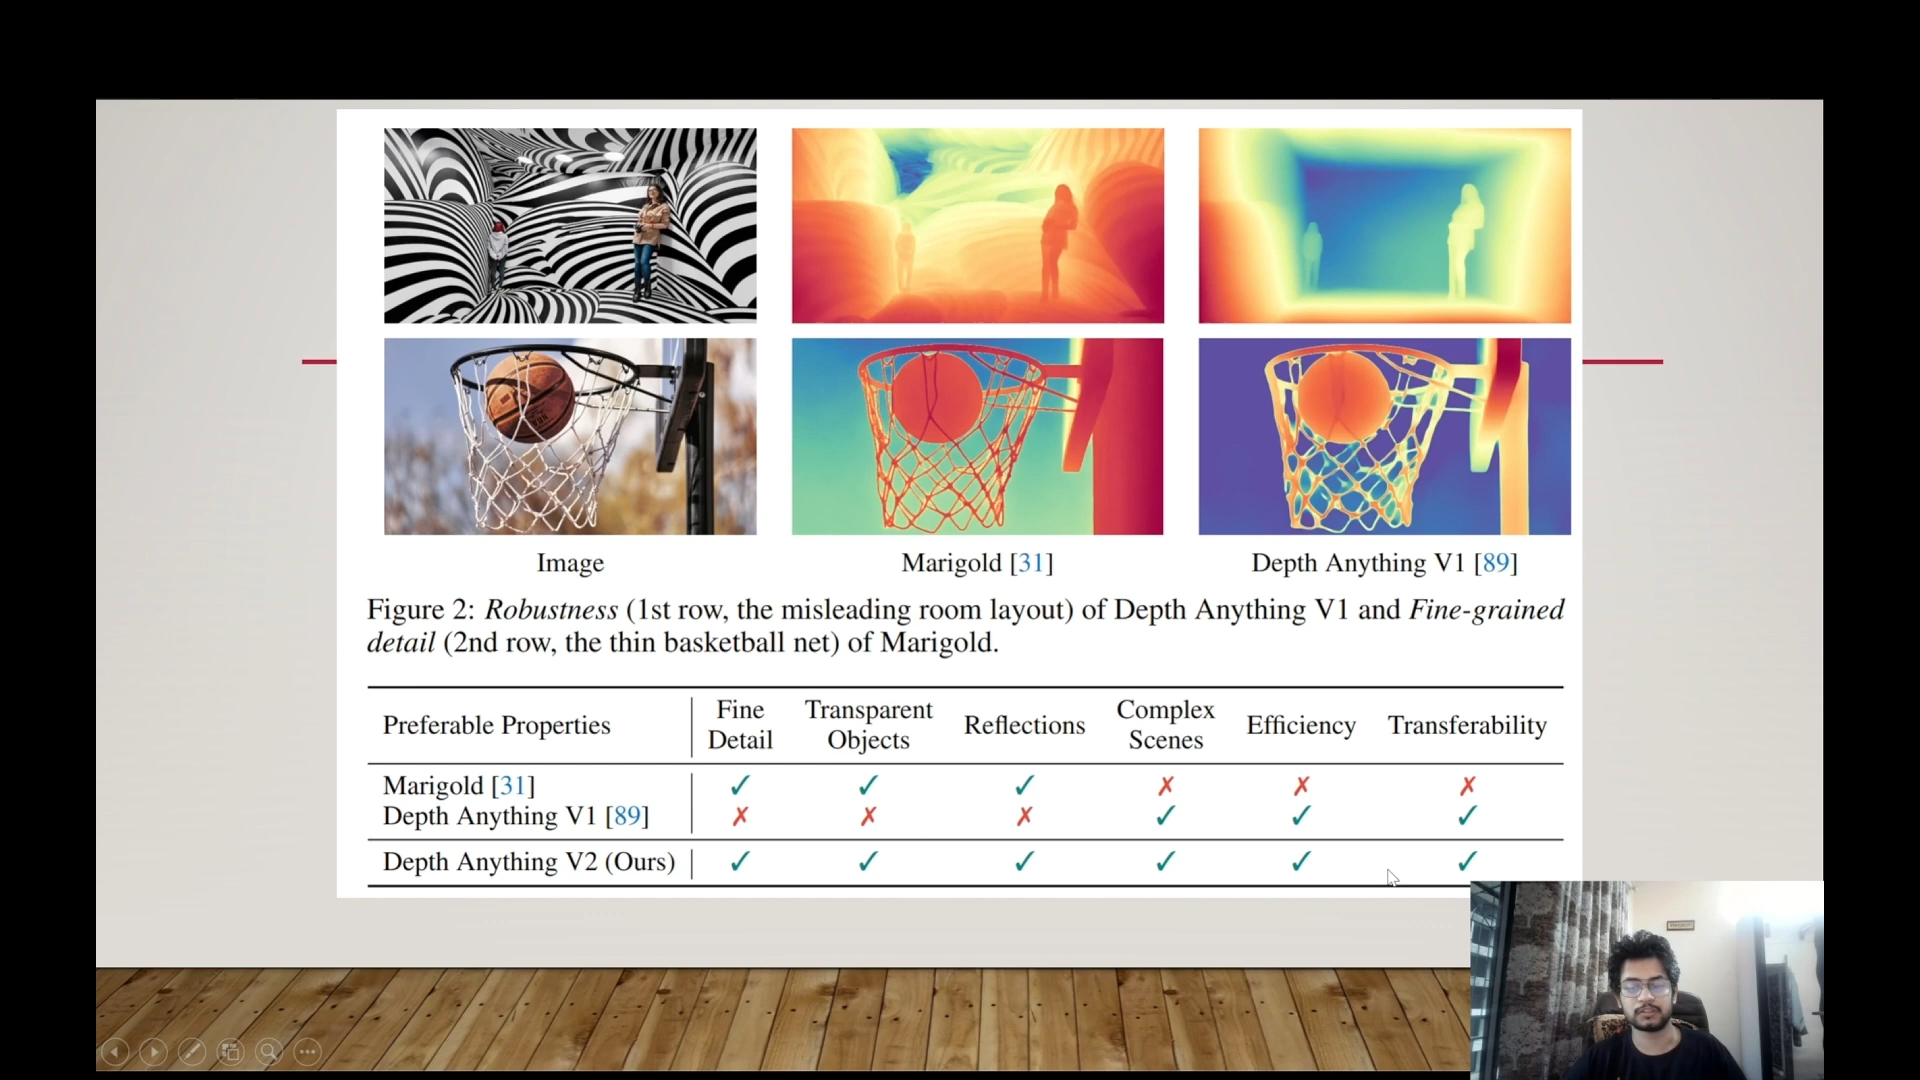 Image
Marigold [31]
Depth Anything V1 [89]
Figure 2: Robustness (1st row, the misleading room layout) of Depth Anything V1 and Fine-grained
detail (2nd row, the thin basketball net) of Marigold.
Preferable Properties
Fine
Detail
Transparent
Objects
Reflections
Complex
Scenes
Efficiency
Transferability
Marigold [31] ✓ ✓ ✓ ✗ ✗ ✗
Depth Anything V1 [89] ✗ ✗ ✗ ✓ ✓ ✓
Depth Anything V2 (Ours) ✓ ✓ ✓ ✓ ✓ ✓